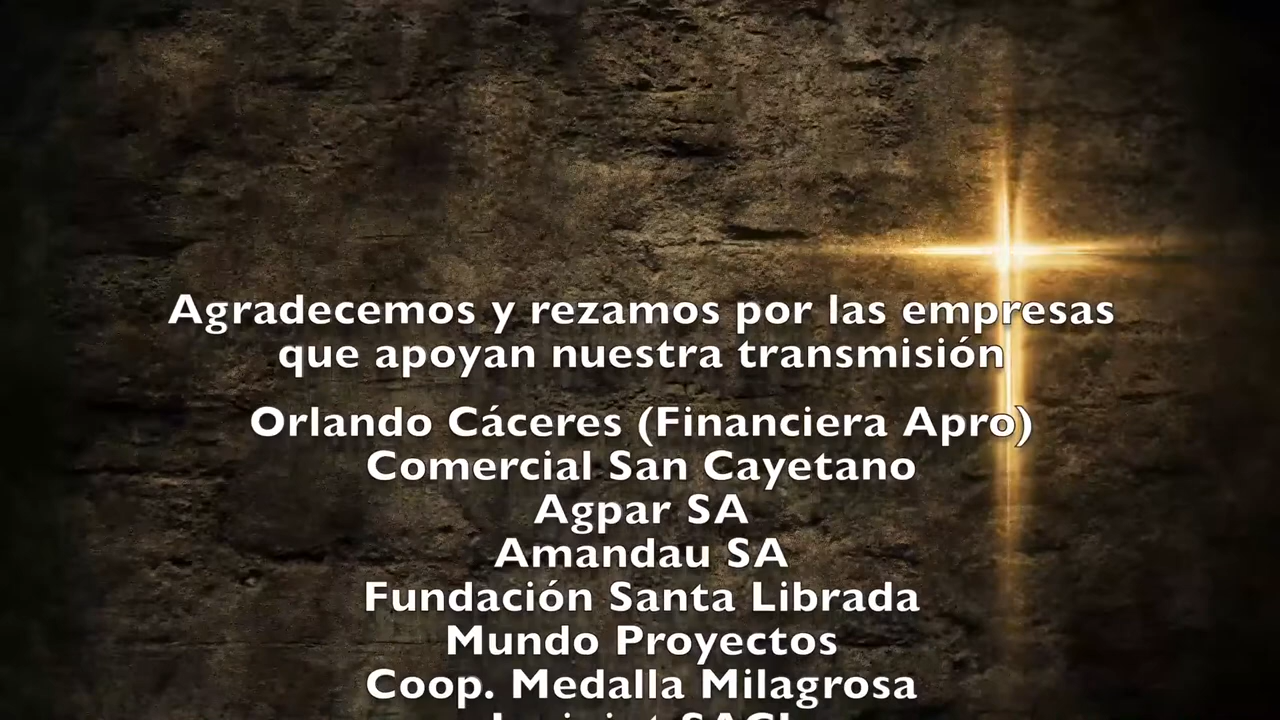 Agradecemos y rezamos por las empresas
que apoyan nuestra transmisión
Orlando Cáceres (Financiera Apro)
Comercial San Cayetano
Agpar SA
Amandau SA
Fundación Santa Librada
Mundo Proyectos
Coop. Medalla Milagrosa